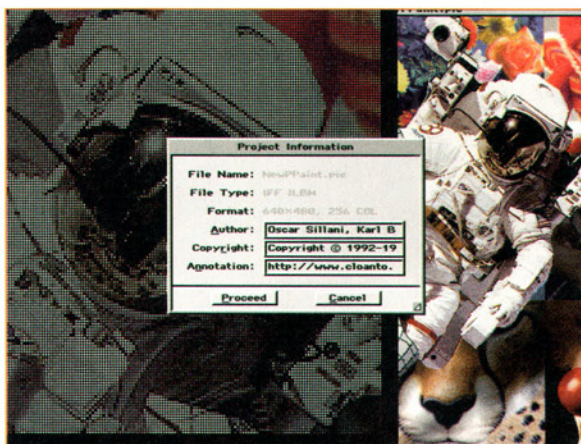 Project Information
File Name: NewPPaint.pic
File Type: IFF ILBM
Format: 640×480, 256 COL
Author: Oscar Sillani, Karl B
Copyright: Copyright © 1992-19
Annotation: http://www.cloanto.
Proceed Cancel